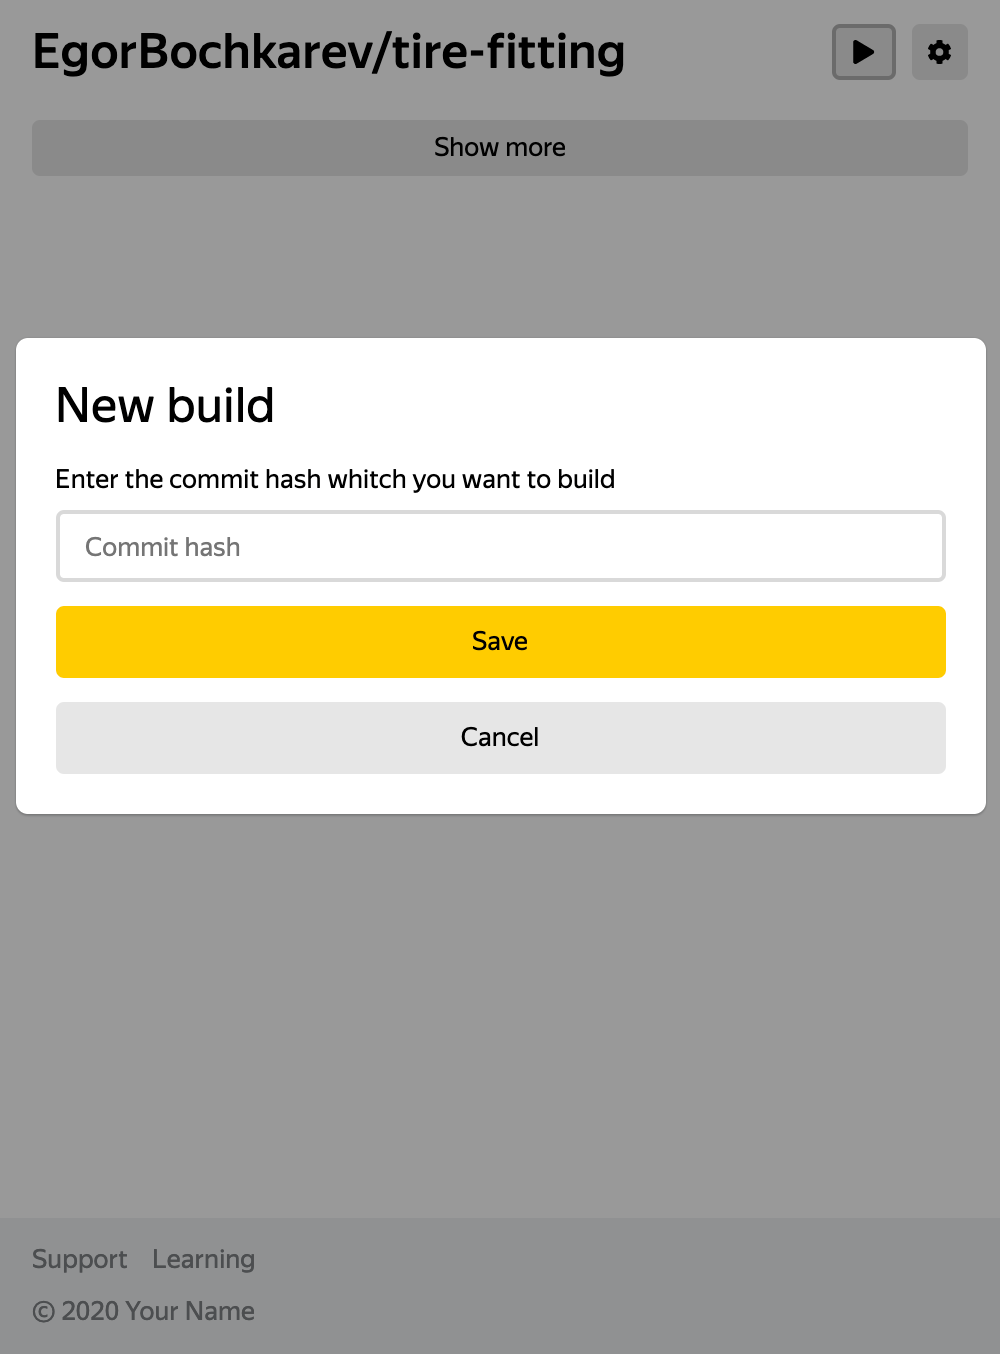 EgorBochkarev/tire-fitting
Show more
New build
Enter the commit hash whitch you want to build
Commit hash
Save
Cancel
Support Learning
© 2020 Your Name